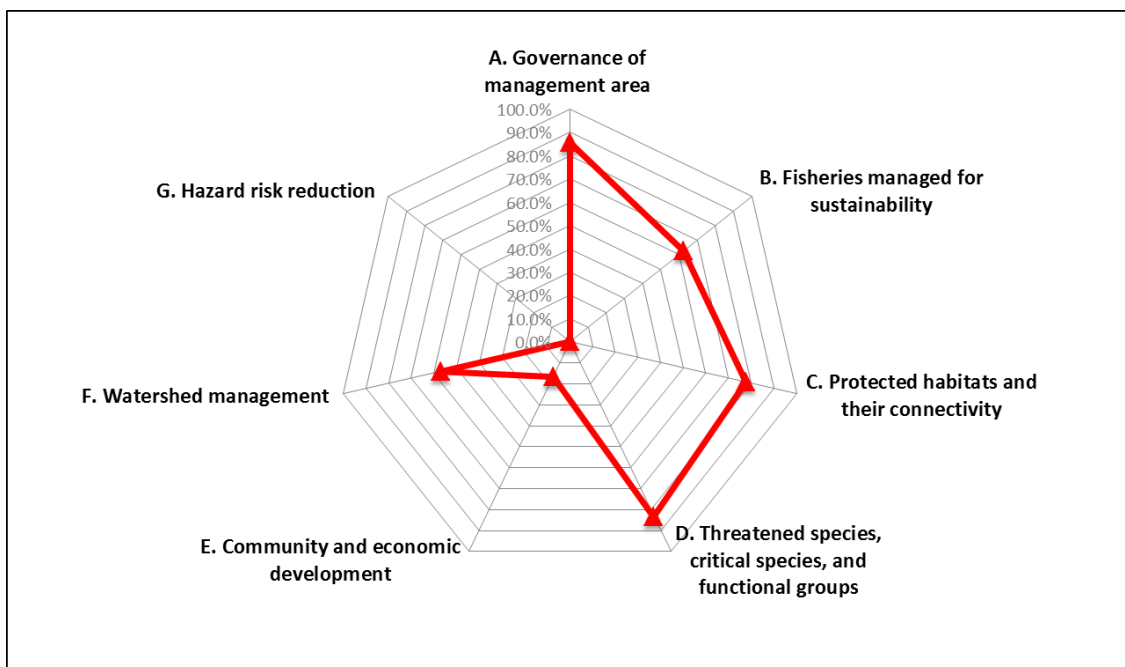 A. Governance of
management area
100.0%
90.0%
80.0%
70.0%
60.0%
50.0%
40.0%
30.0%
20.0%
10.0%
0.0%
B. Fisheries managed for
sustainability
C. Protected habitats and
their connectivity
D. Threatened species,
critical species, and
functional groups
E. Community and economic
development
F. Watershed management
G. Hazard risk reduction